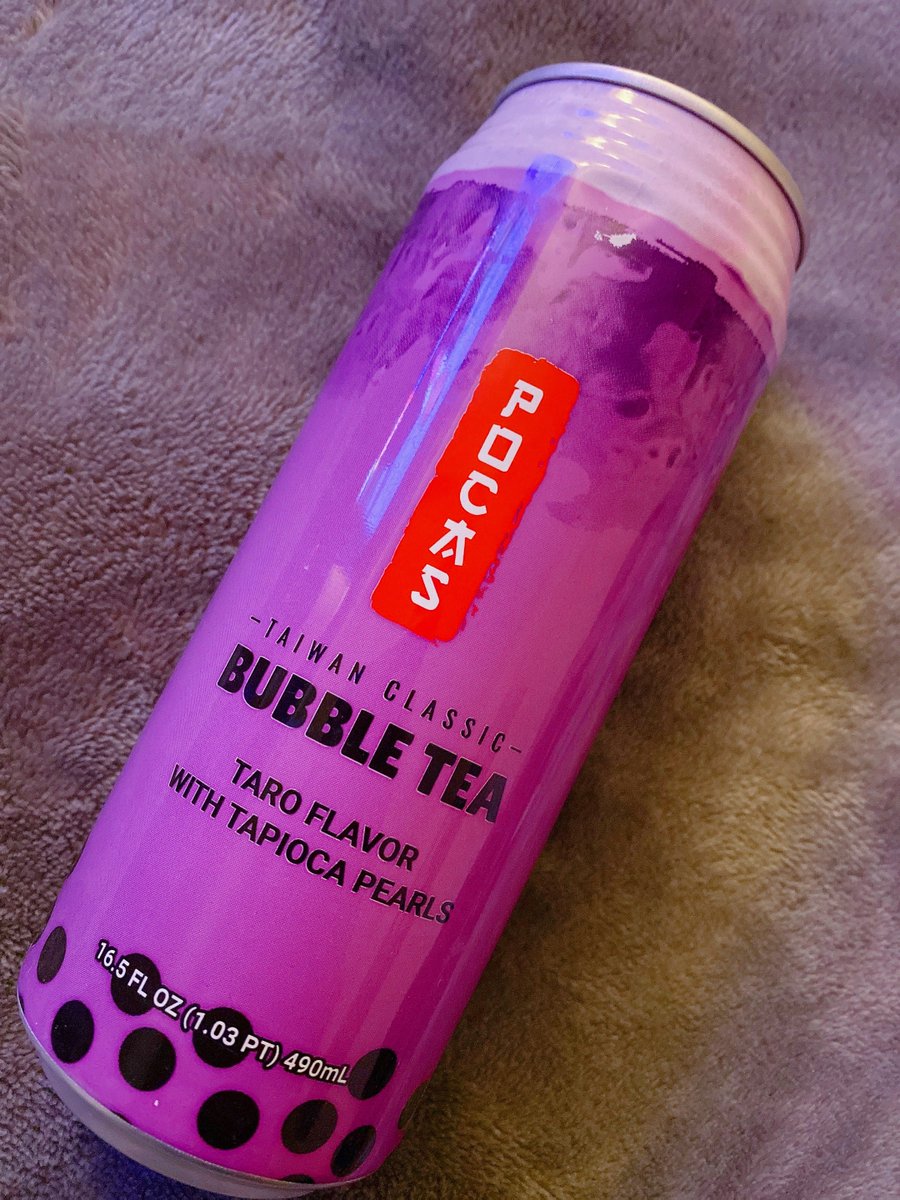 POCAS
–TAIWAN CLASSIC–
BUBBLE TEA
TARO FLAVOR
WITH TAPIOCA PEARLS
16.5 FL OZ (1.03 PT) 490mL